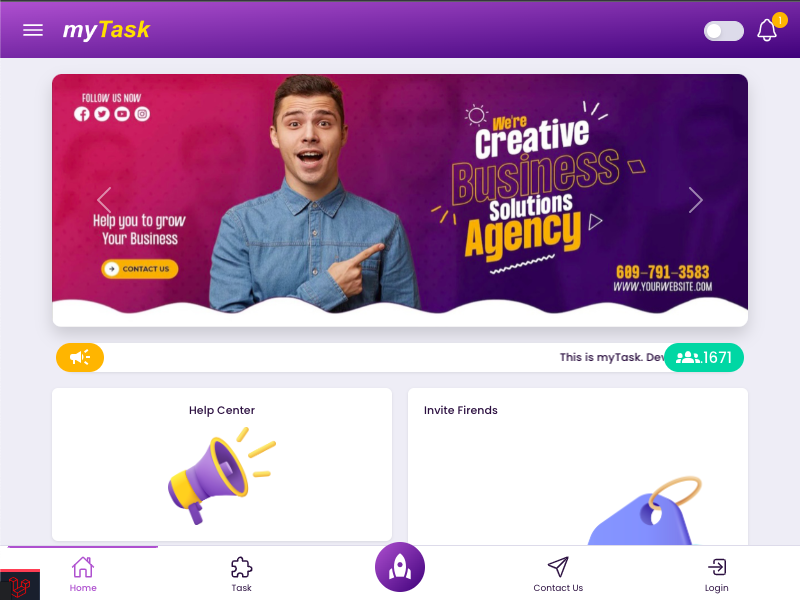 myTask
1
FOLLOW US NOW
We're
Creative
Business
Solutions
Agency
Help you to grow
Your Business
CONTACT US
609-791-3583
WWW.YOURWEBSITE.COM
This is myTask. Dev
1671
Help Center
Invite Firends
Home
Task
Contact Us
Login